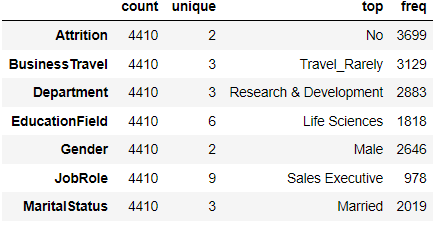 count unique top freq
Attrition 4410 2 No 3699
BusinessTravel 4410 3 Travel_Rarely 3129
Department 4410 3 Research & Development 2883
EducationField 4410 6 Life Sciences 1818
Gender 4410 2 Male 2646
JobRole 4410 9 Sales Executive 978
MaritalStatus 4410 3 Married 2019